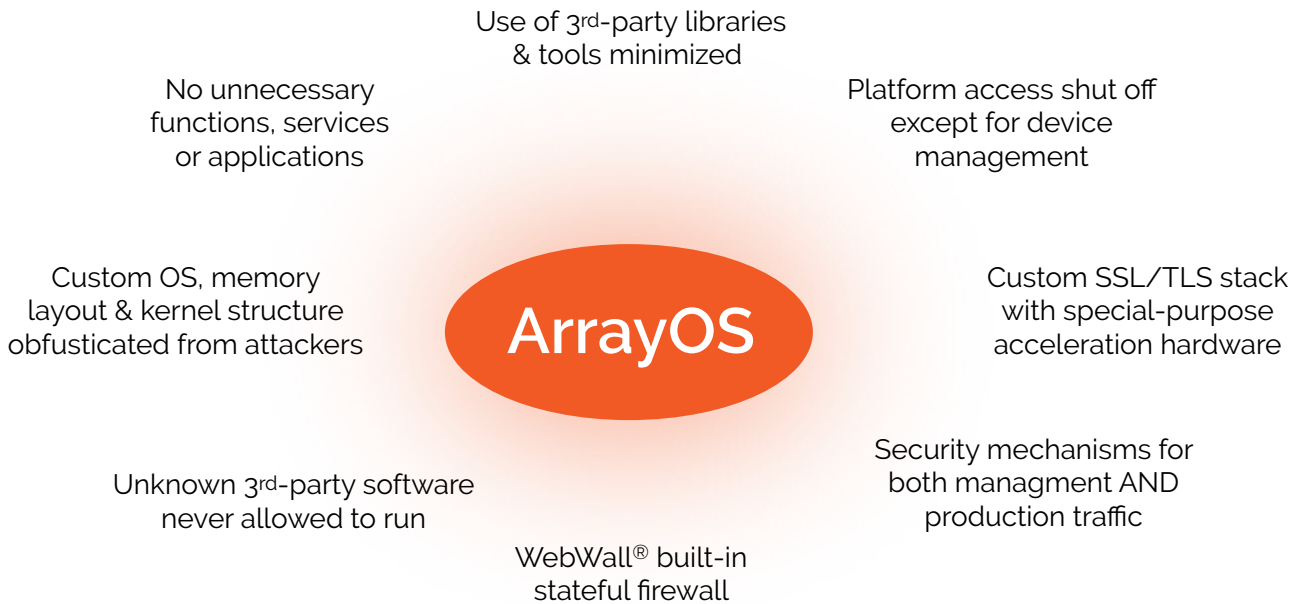 Use of 3rd-party libraries
& tools minimized
No unnecessary
functions, services
or applications
Platform access shut off
except for device
management
Custom OS, memory
layout & kernel structure
obfusticated from attackers
ArrayOS
Custom SSL/TLS stack
with special-purpose
acceleration hardware
Unknown 3rd-party software
never allowed to run
Security mechanisms for
both managment AND
production traffic
WebWall® built-in
stateful firewall